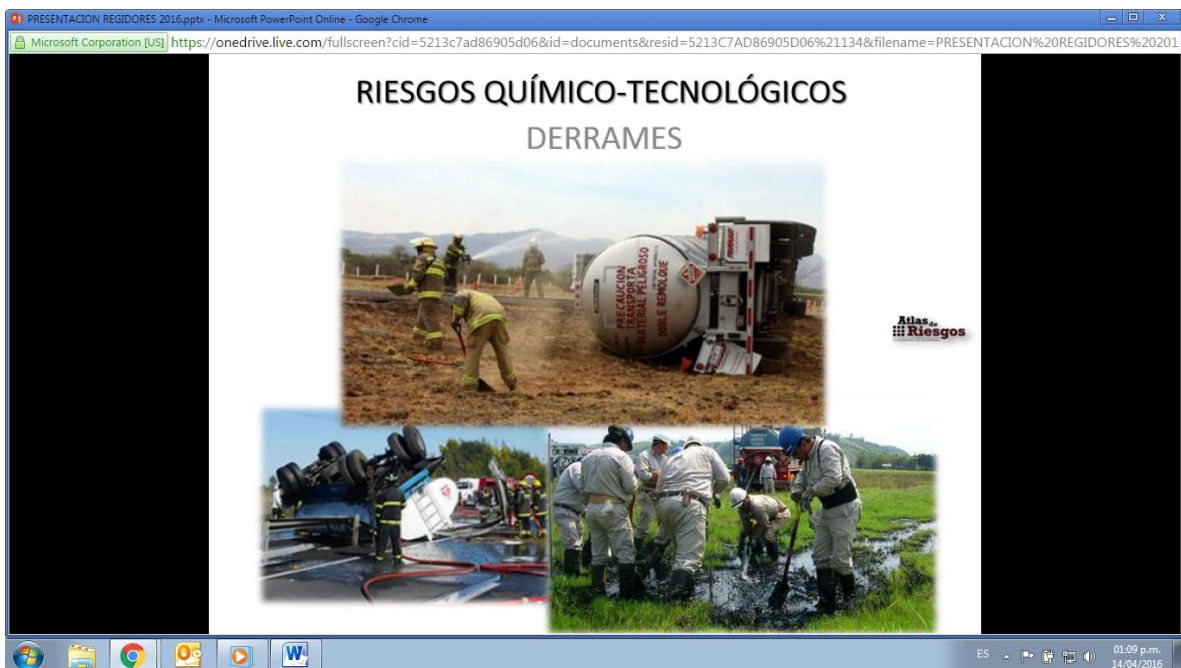 PRESENTACION REGIDORES 2016.pptx - Microsoft PowerPoint Online - Google Chrome
Microsoft Corporation [US] https://onedrive.live.com/fullscreen?cid=5213c7ad86905d06&id=documents&resid=5213C7AD86905D06%21134&filename=PRESENTACION%20REGIDORES%20201
RIESGOS QUÍMICO-TECNOLÓGICOS
DERRAMES
PRECAUCION
TRANSPORTA
MATERIAL PELIGROSO
DOBLE REMOLQUE
Atlas de
Riesgos
ES
01:09 p.m.
14/04/2016